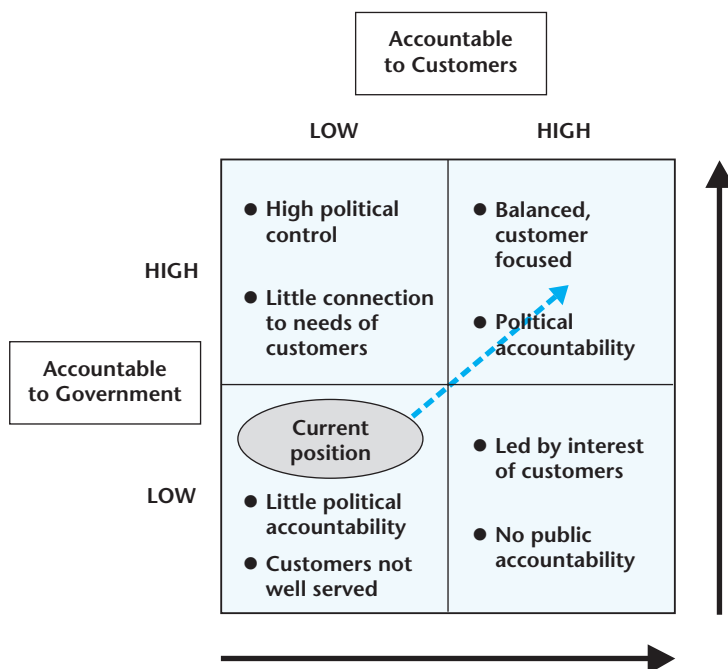 Accountable
to Customers
LOW
HIGH
● High political
control
● Little connection
to needs of
customers
● Balanced,
customer
focused
● Political
accountability
HIGH
Accountable
to Government
LOW
Current
position
● Little political
accountability
● Customers not
well served
● Led by interest
of customers
● No public
accountability